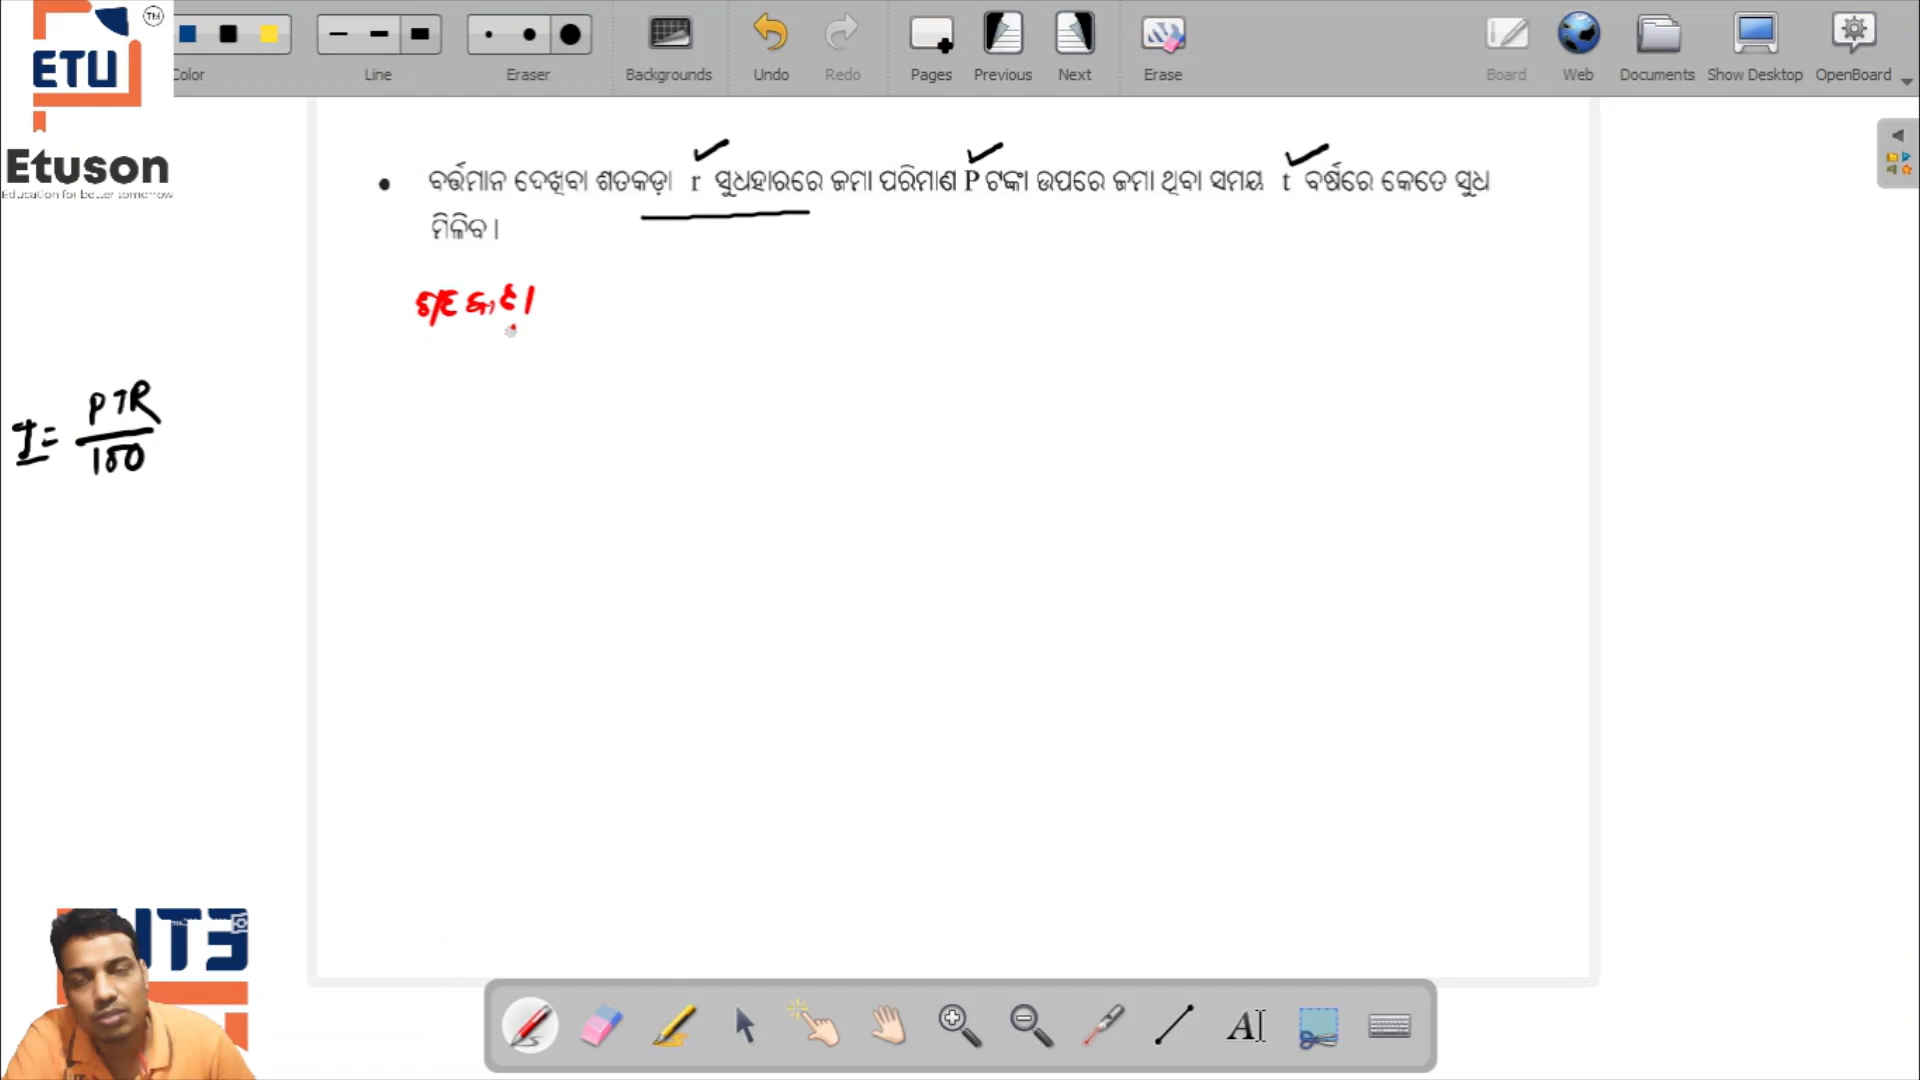 ETU
TM
Etuson
Education for better tomorrow
Color
Line
Eraser
Backgrounds
Undo
Redo
Pages
Previous
Next
Erase
Board
Web
Documents
Show Desktop
OpenBoard
• ବର୍ତ୍ତମାନ ଦେଖିବା ଶତକଡ଼ା r ସୁଧହାରରେ ଜମା ପରିମାଣ P ଟଙ୍କା ଉପରେ ଜମା ଥିବା ସମୟ t ବର୍ଷରେ କେତେ ସୁଧ
ମିଳିବ।
I = PTR
100